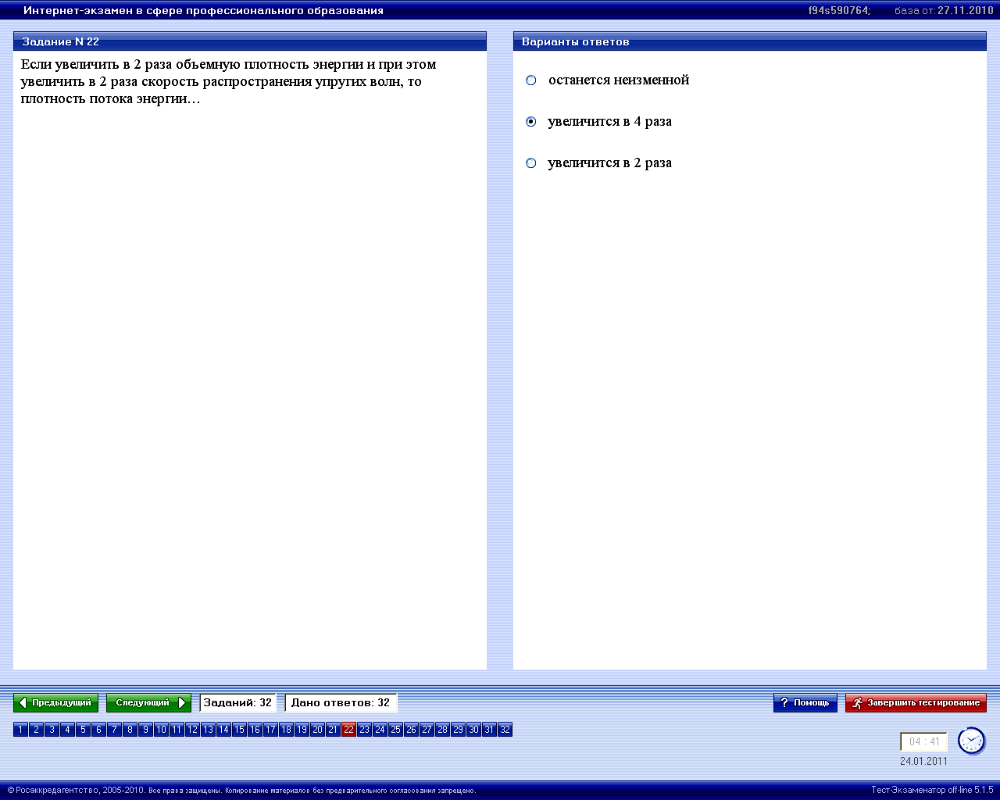 Интернет-экзамен в сфере профессионального образования
f94s590764; база от: 27.11.2010
Задание N 22
Если увеличить в 2 раза объемную плотность энергии и при этом
увеличить в 2 раза скорость распространения упругих волн, то
плотность потока энергии…
Варианты ответов
останется неизменной
увеличится в 4 раза
увеличится в 2 раза
Предыдущий Следующий Заданий: 32 Дано ответов: 32 ? Помощь Завершить тестирование
1 2 3 4 5 6 7 8 9 10 11 12 13 14 15 16 17 18 19 20 21 22 23 24 25 26 27 28 29 30 31 32
04 : 41
24.01.2011
© Росаккредагентство, 2005-2010. Все права защищены. Копирование материалов без предварительного согласования запрещено.
Тест-Экзаменатор off-line 5.1.5